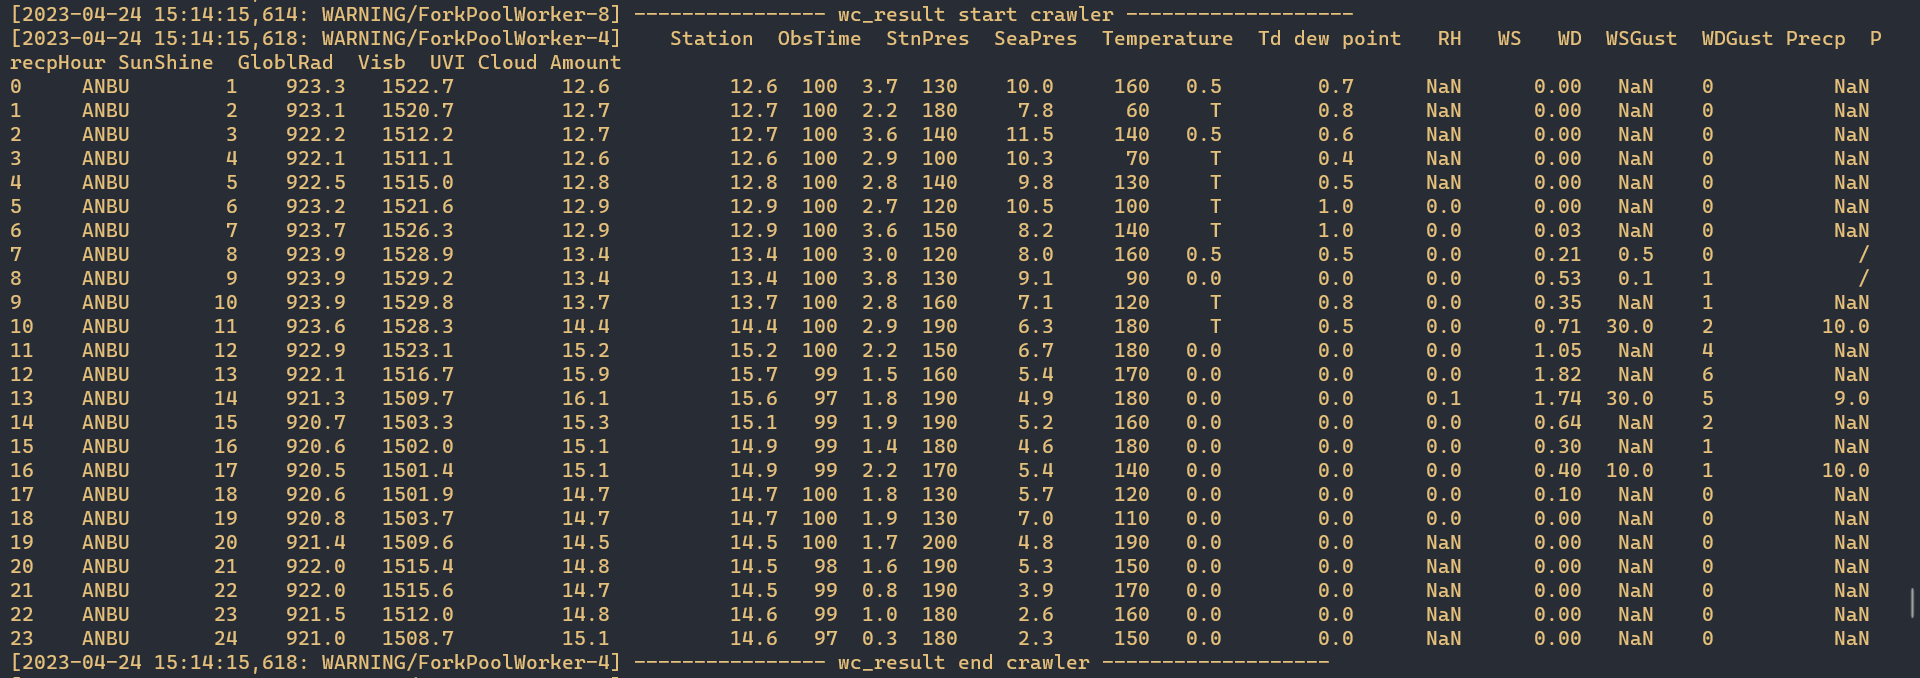 [2023-04-24 15:14:15,614: WARNING/ForkPoolWorker-8] ---------------- wc_result start crawler -------------------
[2023-04-24 15:14:15,618: WARNING/ForkPoolWorker-4]    Station  ObsTime  StnPres  SeaPres  Temperature  Td dew point   RH   WS   WD  WSGust  WDGust Precp  P
recpHour SunShine  GloblRad  Visb  UVI Cloud Amount
0     ANBU        1    923.3   1522.7         12.6          12.6  100  3.7  130    10.0     160   0.5        0.7      NaN      0.00   NaN    0          NaN
1     ANBU        2    923.1   1520.7         12.7          12.7  100  2.2  180     7.8      60     T        0.8      NaN      0.00   NaN    0          NaN
2     ANBU        3    922.2   1512.2         12.7          12.7  100  3.6  140    11.5     140   0.5        0.6      NaN      0.00   NaN    0          NaN
3     ANBU        4    922.1   1511.1         12.6          12.6  100  2.9  100    10.3      70     T        0.4      NaN      0.00   NaN    0          NaN
4     ANBU        5    922.5   1515.0         12.8          12.8  100  2.8  140     9.8     130     T        0.5      NaN      0.00   NaN    0          NaN
5     ANBU        6    923.2   1521.6         12.9          12.9  100  2.7  120    10.5     100     T        1.0      0.0      0.00   NaN    0          NaN
6     ANBU        7    923.7   1526.3         12.9          12.9  100  3.6  150     8.2     140     T        1.0      0.0      0.03   NaN    0          NaN
7     ANBU        8    923.9   1528.9         13.4          13.4  100  3.0  120     8.0     160   0.5        0.5      0.0      0.21   0.5    0            /
8     ANBU        9    923.9   1529.2         13.4          13.4  100  3.8  130     9.1      90   0.0        0.0      0.0      0.53   0.1    1            /
9     ANBU       10    923.9   1529.8         13.7          13.7  100  2.8  160     7.1     120     T        0.8      0.0      0.35   NaN    1          NaN
10    ANBU       11    923.6   1528.3         14.4          14.4  100  2.9  190     6.3     180     T        0.5      0.0      0.71  30.0    2         10.0
11    ANBU       12    922.9   1523.1         15.2          15.2  100  2.2  150     6.7     180   0.0        0.0      0.0      1.05   NaN    4          NaN
12    ANBU       13    922.1   1516.7         15.9          15.7   99  1.5  160     5.4     170   0.0        0.0      0.0      1.82   NaN    6          NaN
13    ANBU       14    921.3   1509.7         16.1          15.6   97  1.8  190     4.9     180   0.0        0.0      0.1      1.74  30.0    5          9.0
14    ANBU       15    920.7   1503.3         15.3          15.1   99  1.9  190     5.2     160   0.0        0.0      0.0      0.64   NaN    2          NaN
15    ANBU       16    920.6   1502.0         15.1          14.9   99  1.4  180     4.6     180   0.0        0.0      0.0      0.30   NaN    1          NaN
16    ANBU       17    920.5   1501.4         15.1          14.9   99  2.2  170     5.4     140   0.0        0.0      0.0      0.40  10.0    1         10.0
17    ANBU       18    920.6   1501.9         14.7          14.7  100  1.8  130     5.7     120   0.0        0.0      0.0      0.10   NaN    0          NaN
18    ANBU       19    920.8   1503.7         14.7          14.7  100  1.9  130     7.0     110   0.0        0.0      0.0      0.00   NaN    0          NaN
19    ANBU       20    921.4   1509.6         14.5          14.5  100  1.7  200     4.8     190   0.0        0.0      NaN      0.00   NaN    0          NaN
20    ANBU       21    922.0   1515.4         14.8          14.5   98  1.6  190     5.3     150   0.0        0.0      NaN      0.00   NaN    0          NaN
21    ANBU       22    922.0   1515.6         14.7          14.5   99  0.8  190     3.9     170   0.0        0.0      NaN      0.00   NaN    0          NaN
22    ANBU       23    921.5   1512.0         14.8          14.6   99  1.0  180     2.6     160   0.0        0.0      NaN      0.00   NaN    0          NaN
23    ANBU       24    921.0   1508.7         15.1          14.6   97  0.3  180     2.3     150   0.0        0.0      NaN      0.00   NaN    0          NaN
[2023-04-24 15:14:15,618: WARNING/ForkPoolWorker-4] ---------------- wc_result end crawler -------------------